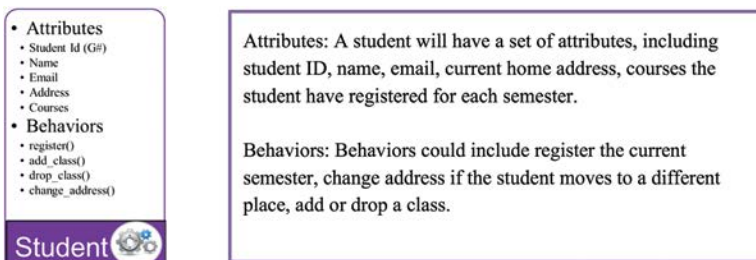 • Attributes
• Student Id (G#)
• Name
• Email
• Address
• Courses
• Behaviors
• register()
• add_class()
• drop_class()
• change_address()
Student
Attributes: A student will have a set of attributes, including
student ID, name, email, current home address, courses the
student have registered for each semester.
Behaviors: Behaviors could include register the current
semester, change address if the student moves to a different
place, add or drop a class.